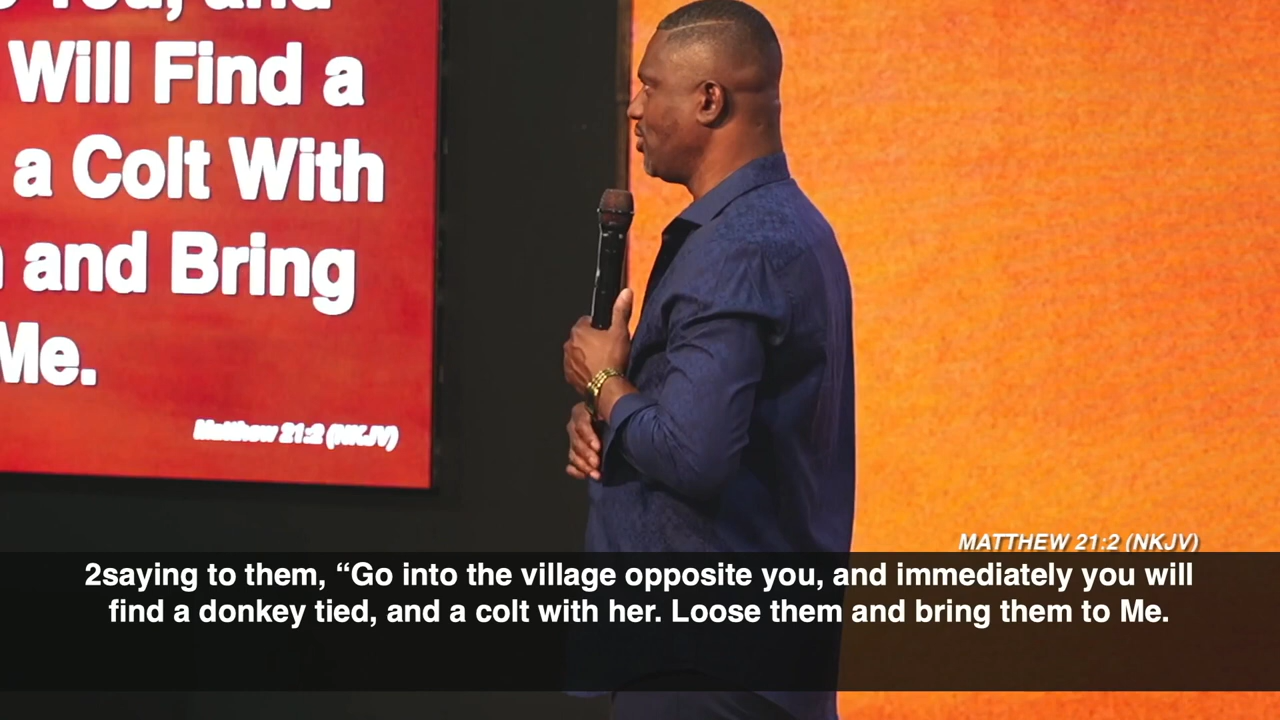 You, and
Will Find a
a Colt With
and Bring
Me.
Matthew 21:2 (NKJV)
MATTHEW 21:2 (NKJV)
2saying to them, “Go into the village opposite you, and immediately you will
find a donkey tied, and a colt with her. Loose them and bring them to Me.